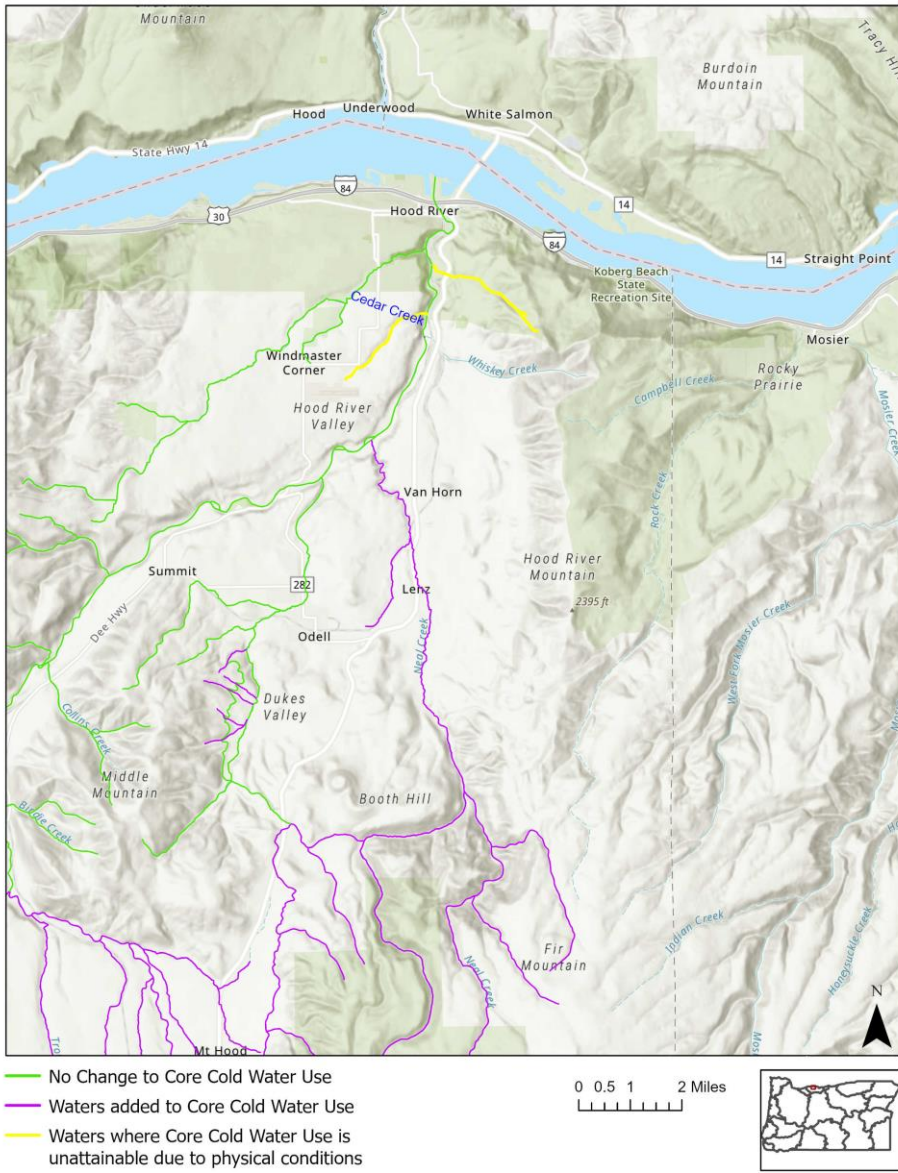 Mountain
Tracy Hill
Burdoin
Mountain
Underwood
Hood
White Salmon
State Hwy 14
84
14
30
Hood River
84
14
Straight Point
Koberg Beach
State
Recreation Site
Cedar Creek
Mosier
Windmaster
Corner
Whiskey Creek
Rocky
Prairie
Campbell Creek
Mosier Creek
Hood River
Valley
Van Horn
Rock Creek
Hood River
Mountain
Summit
282
Lenz
2395 ft
Dee Hwy
Odell
Neal Creek
West Fork Mosier Creek
Dukes
Valley
Collins Creek
Middle
Mountain
Booth Hill
Birdie Creek
Indian Creek
Fir
Mountain
Honeysuckle Creek
Neal Creek
N
Mt Hood
No Change to Core Cold Water Use
Waters added to Core Cold Water Use
Waters where Core Cold Water Use is
unattainable due to physical conditions
0 0.5 1 2 Miles